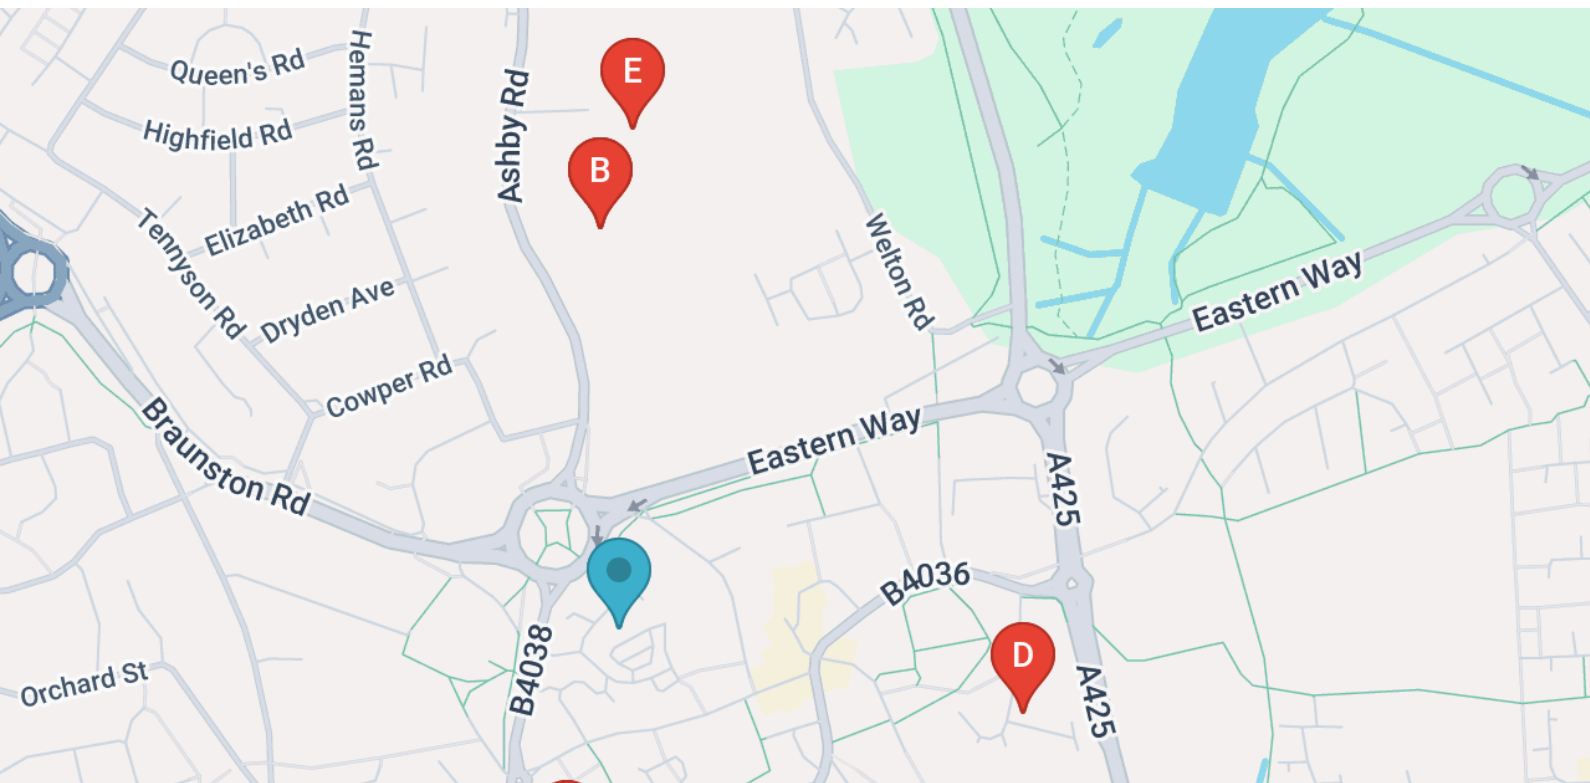 Queen's Rd
Hemans Rd
Ashby Rd
E
Highfield Rd
B
Elizabeth Rd
Tennyson Rd
Welton Rd
Dryden Ave
Eastern Way
Cowper Rd
Braunston Rd
Eastern Way
A425
B4036
D
B4038
Orchard St
A425